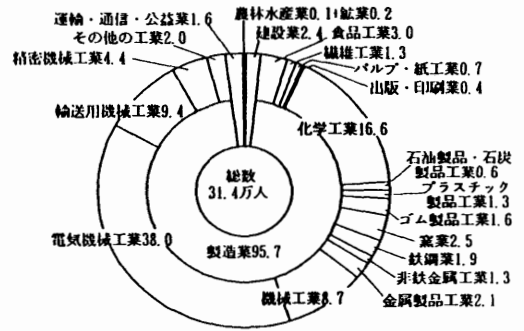 運輸・通信・公益業1.6
農林水産業0.1
鉱業0.2
その他の工業2.0
建設業2.4
食品工業3.0
精密機械工業4.4
繊維工業1.3
パルプ・紙工業0.7
出版・印刷業0.4
輸送用機械工業9.4
化学工業16.6
石油製品・石炭
製品工業0.6
プラスチック
製品工業1.3
ゴム製品工業1.6
総数
31.4万人
電気機械工業38.0
製造業95.7
窯業2.5
鉄鋼業1.9
非鉄金属工業1.3
金属製品工業2.1
機械工業8.7